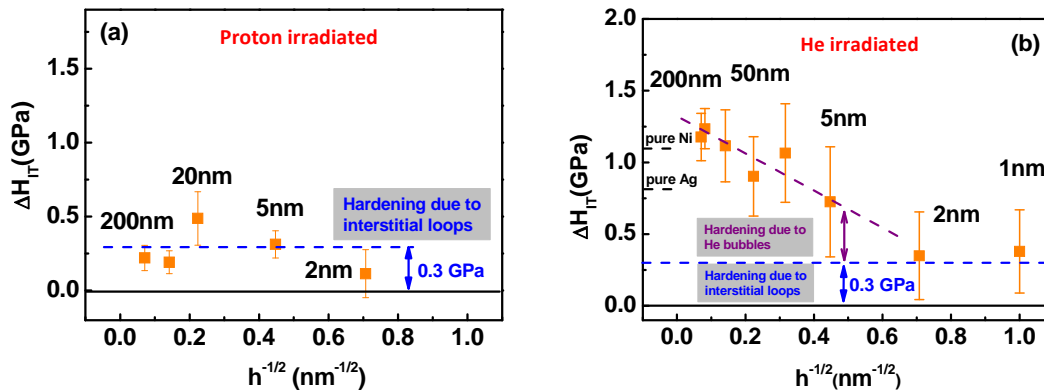 (a)
Proton irradiated
ΔH_IT(GPa)
1.5
1.0
0.5
0.0
20nm
200nm
5nm
2nm
Hardening due to
interstitial loops
0.3 GPa
0.0 0.2 0.4 0.6 0.8 1.0
h^-1/2 (nm^-1/2)
(b)
He irradiated
ΔH_IT(GPa)
2.0
1.5
1.0
0.5
0.0
200nm
50nm
5nm
1nm
2nm
pure Ni
pure Ag
Hardening due to
He bubbles
Hardening due to
interstitial loops
0.3 GPa
0.0 0.2 0.4 0.6 0.8 1.0
h^-1/2(nm^-1/2)